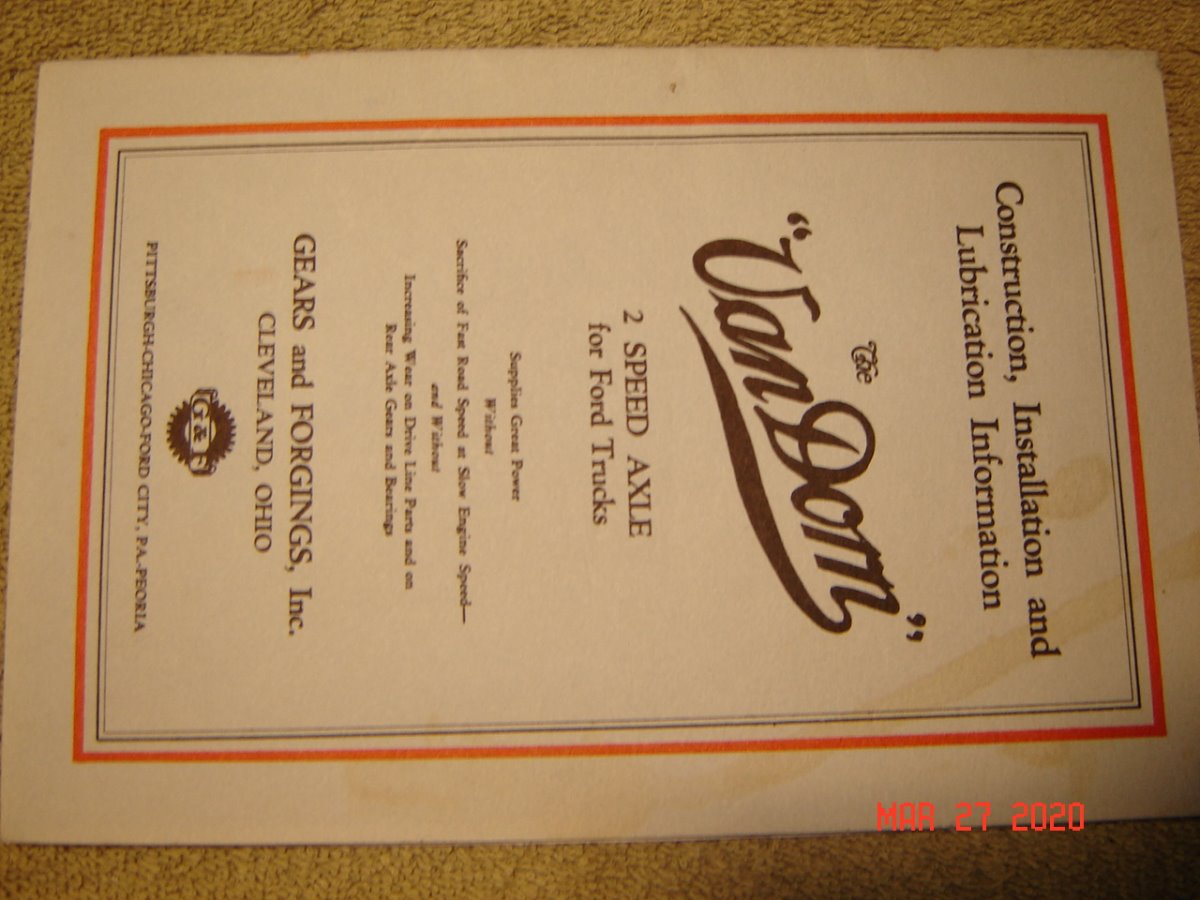 Construction, Installation and
Lubrication Information
The
"Van Dorn"
2 SPEED AXLE
for Ford Trucks
Supplies Great Power
Without
Sacrifice of Fast Road Speed at Slow Engine Speed—
and Without
Increasing Wear on Drive Line Parts and on
Rear Axle Gears and Bearings
GEARS and FORGINGS, Inc.
CLEVELAND, OHIO
G & F
PITTSBURGH-CHICAGO-FORD CITY, PA.-PEORIA
MAR 27 2020